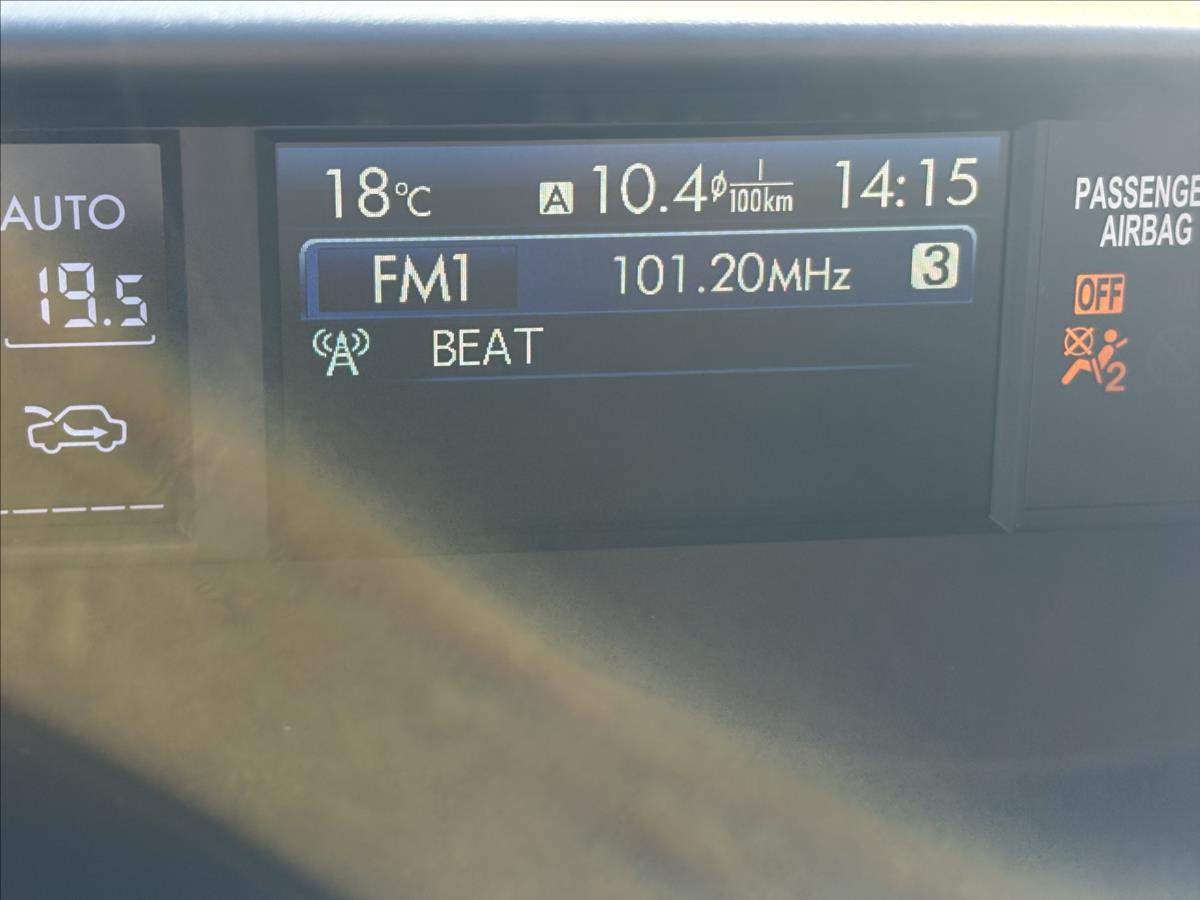 AUTO
19.5
18°C A 10.4 ø l/100km 14:15
FM1 101.20MHz 3
BEAT
PASSENGE
AIRBAG
OFF
2